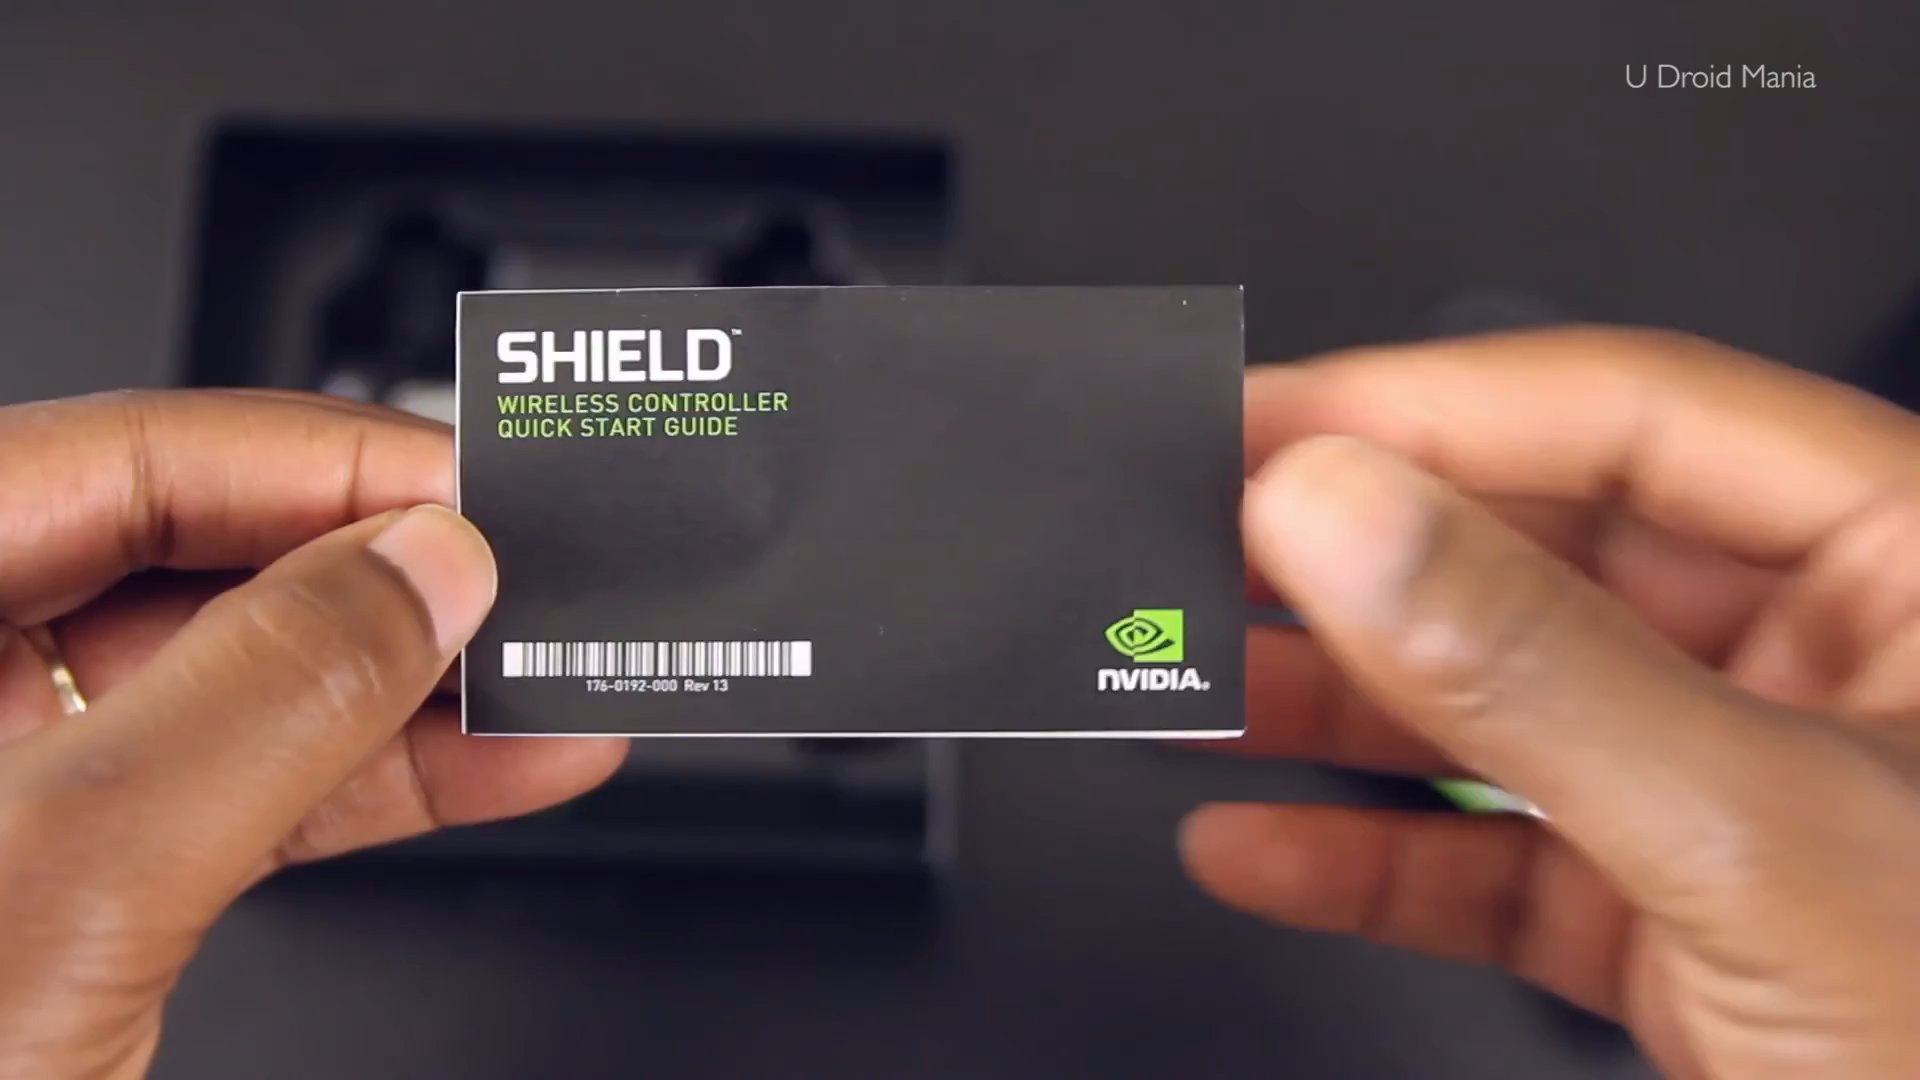 U Droid Mania
SHIELD™
WIRELESS CONTROLLER
QUICK START GUIDE
176-0192-000 Rev 13
NVIDIA.